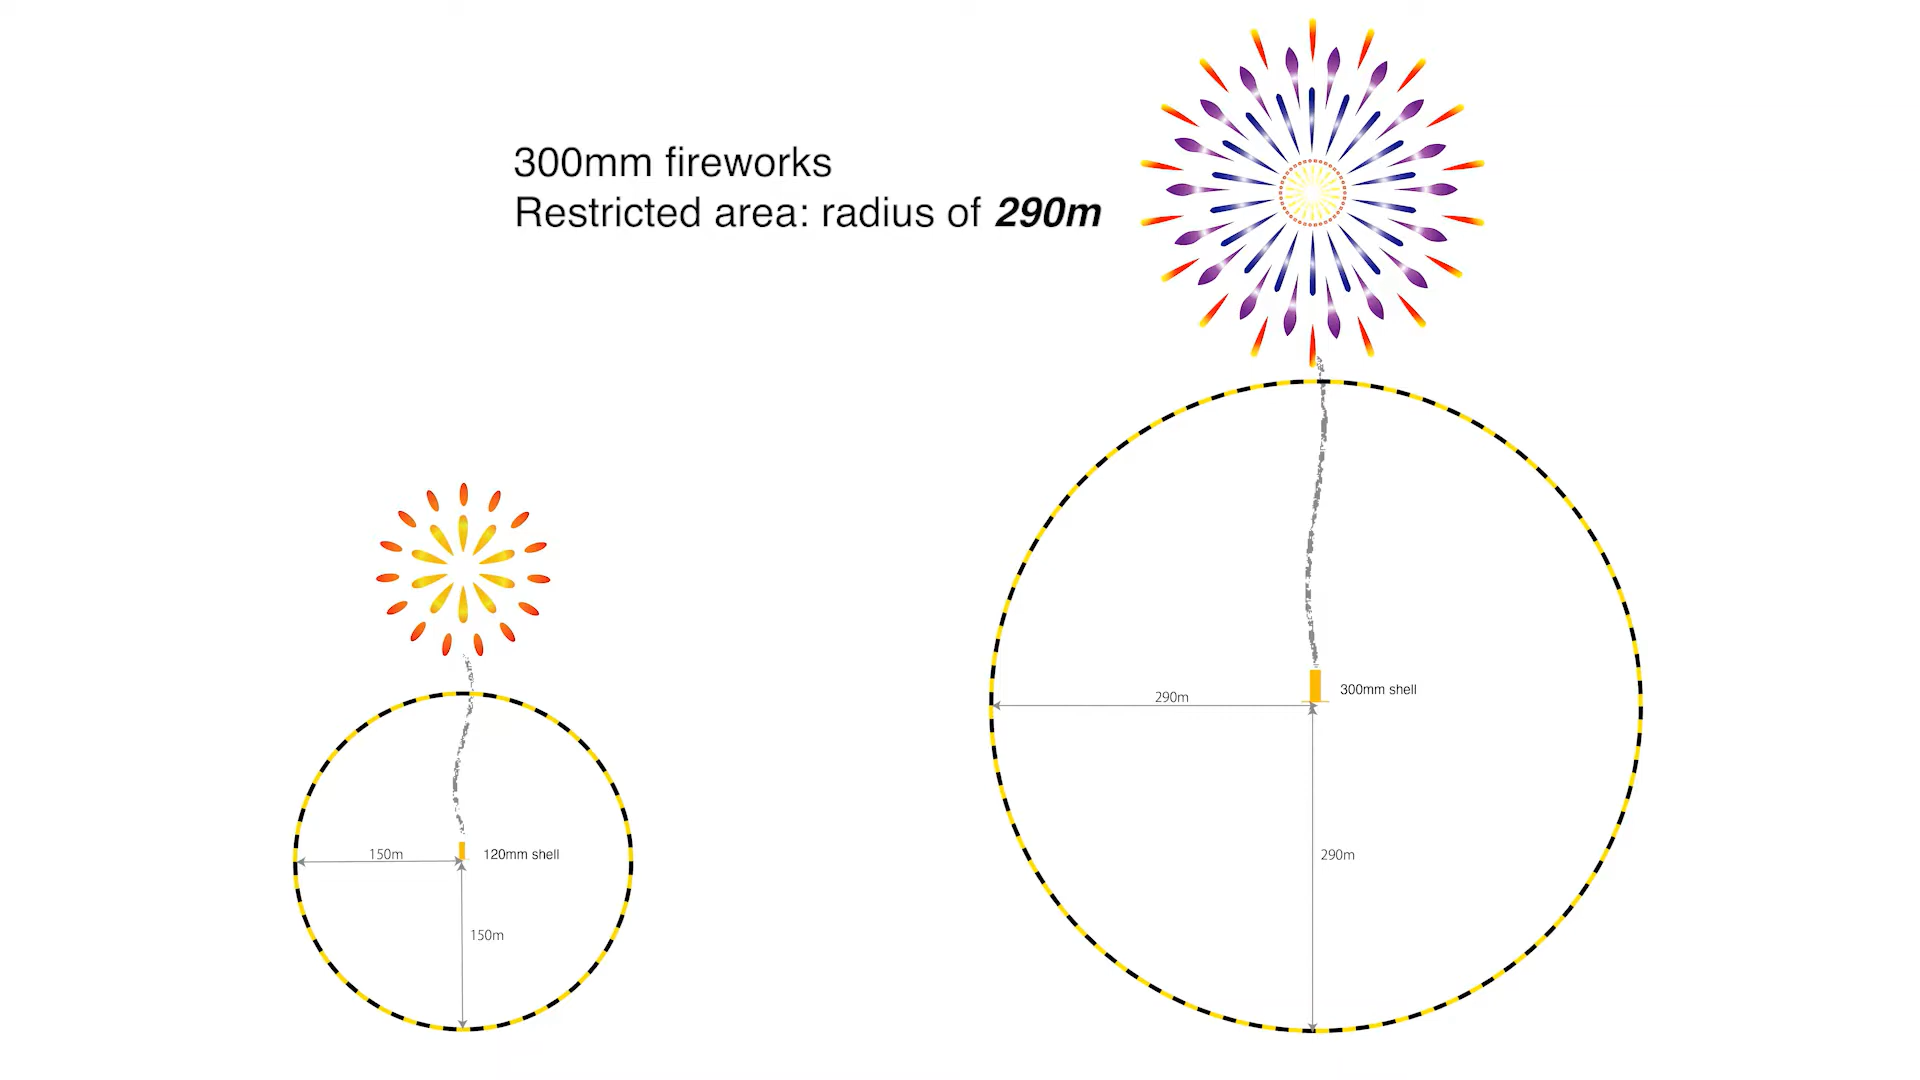 300mm fireworks
Restricted area: radius of 290m
290m
300mm shell
290m
150m
120mm shell
150m